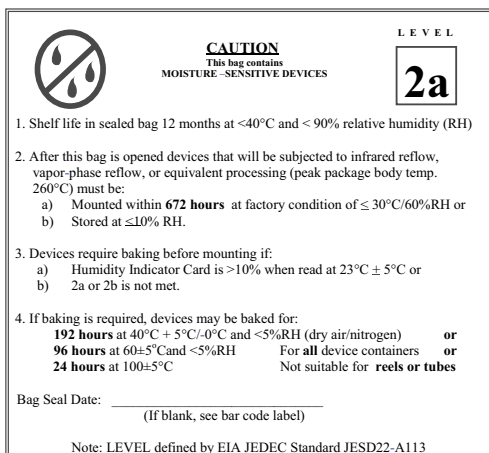 L E V E L
CAUTION
This bag contains
MOISTURE –SENSITIVE DEVICES
2a
1. Shelf life in sealed bag 12 months at <40°C and < 90% relative humidity (RH)
2. After this bag is opened devices that will be subjected to infrared reflow,
vapor-phase reflow, or equivalent processing (peak package body temp.
260°C) must be:
a) Mounted within 672 hours at factory condition of ≤ 30°C/60%RH or
b) Stored at ≤10% RH.
3. Devices require baking before mounting if:
a) Humidity Indicator Card is >10% when read at 23°C ± 5°C or
b) 2a or 2b is not met.
4. If baking is required, devices may be baked for:
192 hours at 40°C + 5°C/-0°C and <5%RH (dry air/nitrogen) or
96 hours at 60±5°Cand <5%RH For all device containers or
24 hours at 100±5°C Not suitable for reels or tubes
Bag Seal Date: ________________________________
(If blank, see bar code label)
Note: LEVEL defined by EIA JEDEC Standard JESD22-A113